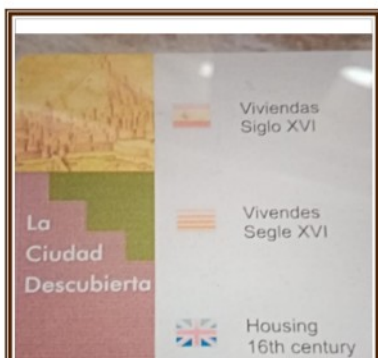 La
Ciudad
Descubierta
Viviendas
Siglo XVI
Vivendes
Segle XVI
Housing
16th century